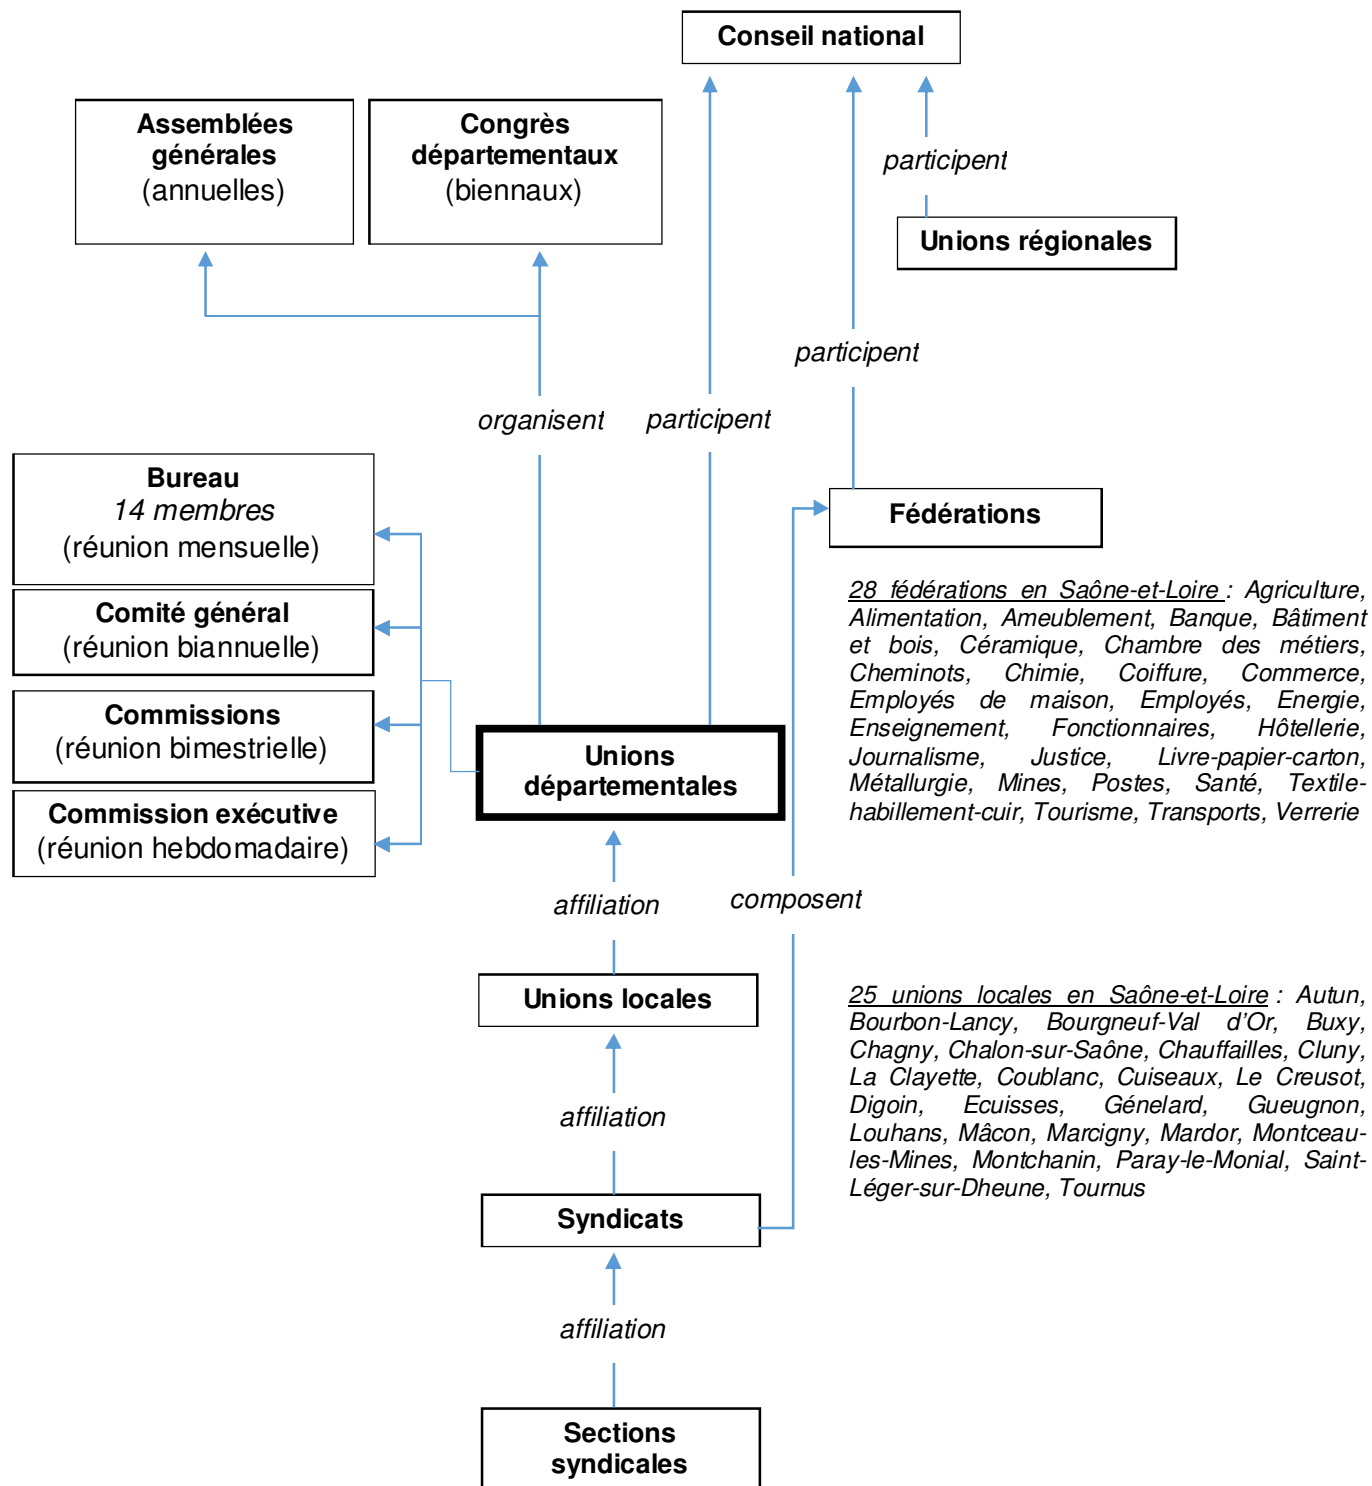 Conseil national
Assemblées
générales
(annuelles)
Congrès
départementaux
(biennaux)
participent
Unions régionales
participent
organisent
participent
Bureau
14 membres
(réunion mensuelle)
Fédérations
Comité général
(réunion biannuelle)
28 fédérations en Saône-et-Loire : Agriculture,
Alimentation, Ameublement, Banque, Bâtiment
et bois, Céramique, Chambre des métiers,
Cheminots, Chimie, Coiffure, Commerce,
Employés de maison, Employés, Energie,
Enseignement, Fonctionnaires, Hôtellerie,
Journalisme, Justice, Livre-papier-carton,
Métallurgie, Mines, Postes, Santé, Textile-
habillement-cuir, Tourisme, Transports, Verrerie
Commissions
(réunion bimestrielle)
Unions
départementales
Commission exécutive
(réunion hebdomadaire)
affiliation
composent
Unions locales
25 unions locales en Saône-et-Loire : Autun,
Bourbon-Lancy, Bourgneuf-Val d'Or, Buxy,
Chagny, Chalon-sur-Saône, Chauffailles, Cluny,
La Clayette, Coublanc, Cuiseaux, Le Creusot,
Digoin, Ecuisses, Génelard, Gueugnon,
Louhans, Mâcon, Marcigny, Mardor, Montceau-
les-Mines, Montchanin, Paray-le-Monial, Saint-
Léger-sur-Dheune, Tournus
affiliation
Syndicats
affiliation
Sections
syndicales